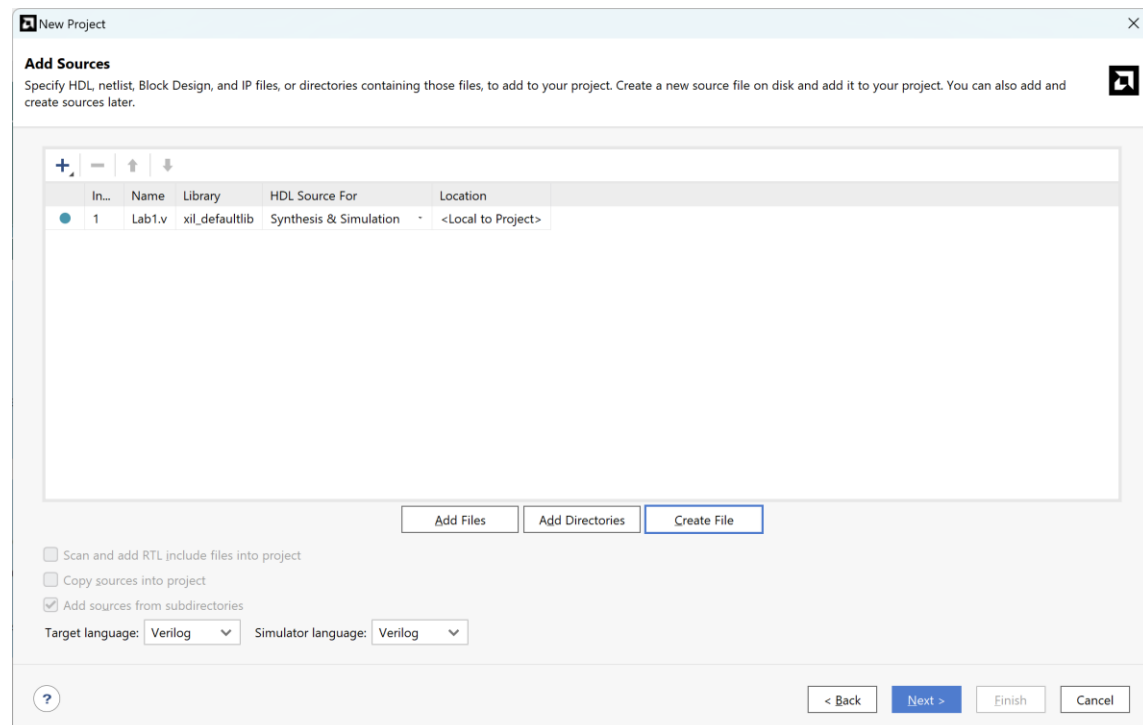 New Project
Add Sources
Specify HDL, netlist, Block Design, and IP files, or directories containing those files, to add to your project. Create a new source file on disk and add it to your project. You can also add and
create sources later.
In... Name Library HDL Source For Location
1 Lab1.v xil_defaultlib Synthesis & Simulation <Local to Project>
Add Files Add Directories Create File
Scan and add RTL include files into project
Copy sources into project
Add sources from subdirectories
Target language: Verilog Simulator language: Verilog
? < Back Next > Finish Cancel